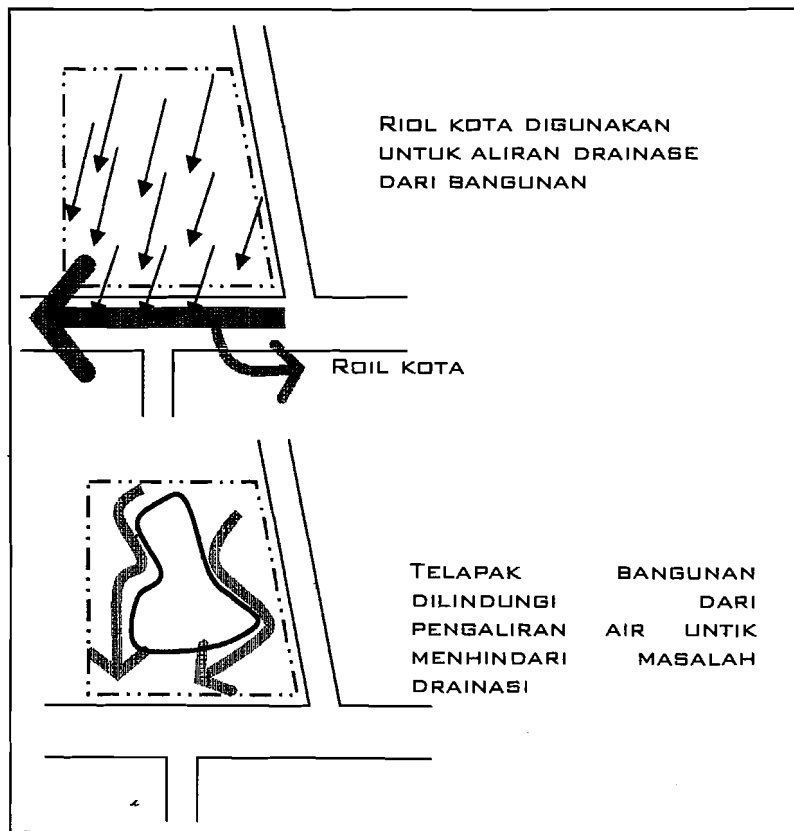 RIOL KOTA DIGUNAKAN
UNTUK ALIRAN DRAINASE
DARI BANGUNAN
ROIL KOTA
TELAPAK BANGUNAN
DILINDUNGI DARI
PENGALIRAN AIR UNTIK
MENHINDARI MASALAH
DRAINASI